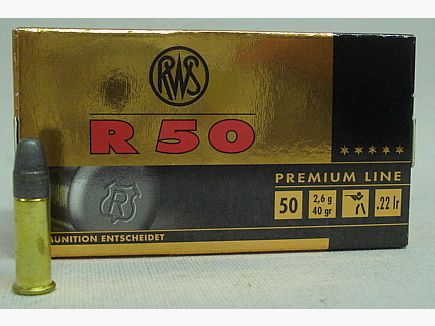 RWS
R 50
★★★★★
PREMIUM LINE
50 2,6 g 40 gr .22 lr
R
MUNITION ENTSCHEIDET